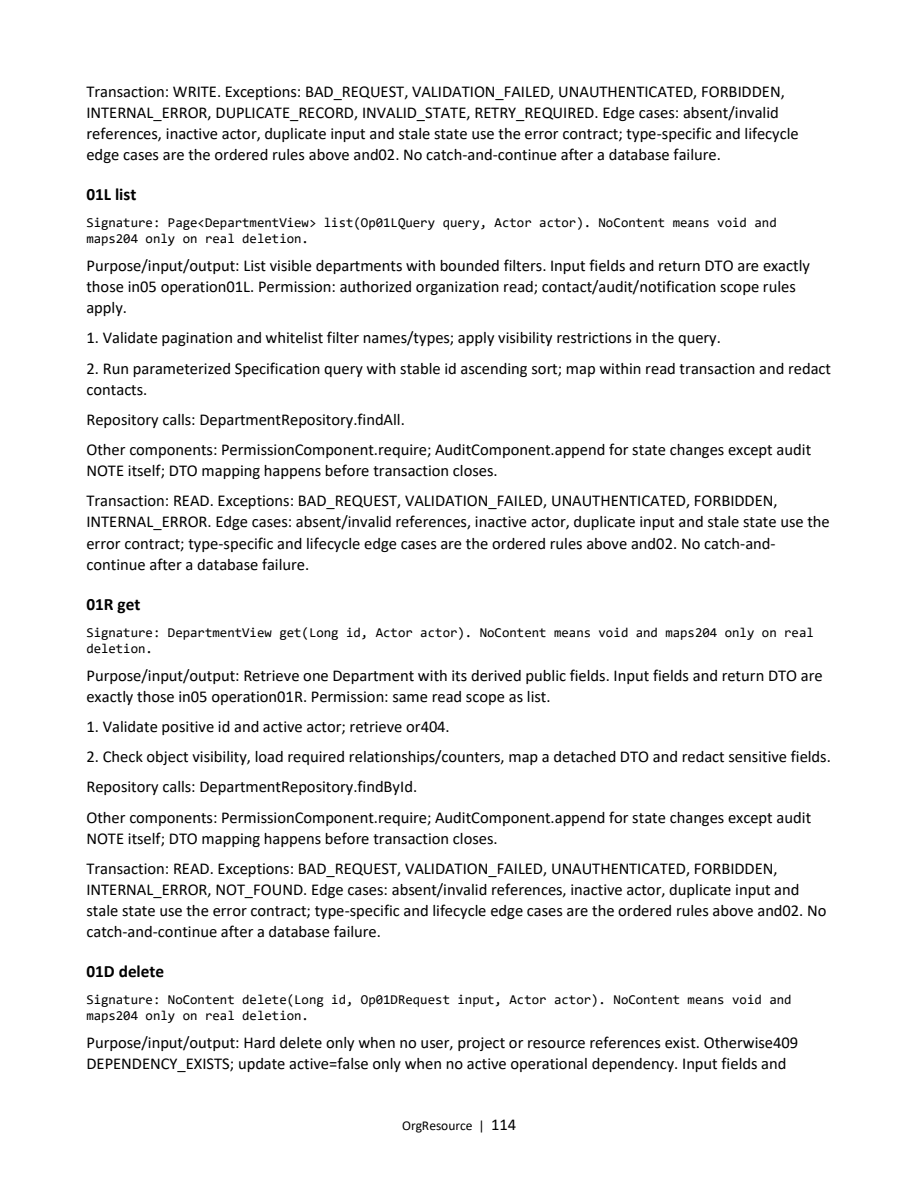 Transaction: WRITE. Exceptions: BAD_REQUEST, VALIDATION_FAILED, UNAUTHENTICATED, FORBIDDEN,
INTERNAL_ERROR, DUPLICATE_RECORD, INVALID_STATE, RETRY_REQUIRED. Edge cases: absent/invalid
references, inactive actor, duplicate input and stale state use the error contract; type-specific and lifecycle
edge cases are the ordered rules above and02. No catch-and-continue after a database failure.
01L list
Signature: Page<DepartmentView> list(Op01LQuery query, Actor actor). NoContent means void and
maps204 only on real deletion.
Purpose/input/output: List visible departments with bounded filters. Input fields and return DTO are exactly
those in05 operation01L. Permission: authorized organization read; contact/audit/notification scope rules
apply.
1. Validate pagination and whitelist filter names/types; apply visibility restrictions in the query.
2. Run parameterized Specification query with stable id ascending sort; map within read transaction and redact
contacts.
Repository calls: DepartmentRepository.findAll.
Other components: PermissionComponent.require; AuditComponent.append for state changes except audit
NOTE itself; DTO mapping happens before transaction closes.
Transaction: READ. Exceptions: BAD_REQUEST, VALIDATION_FAILED, UNAUTHENTICATED, FORBIDDEN,
INTERNAL_ERROR. Edge cases: absent/invalid references, inactive actor, duplicate input and stale state use the
error contract; type-specific and lifecycle edge cases are the ordered rules above and02. No catch-and-
continue after a database failure.
01R get
Signature: DepartmentView get(Long id, Actor actor). NoContent means void and maps204 only on real
deletion.
Purpose/input/output: Retrieve one Department with its derived public fields. Input fields and return DTO are
exactly those in05 operation01R. Permission: same read scope as list.
1. Validate positive id and active actor; retrieve or404.
2. Check object visibility, load required relationships/counters, map a detached DTO and redact sensitive fields.
Repository calls: DepartmentRepository.findById.
Other components: PermissionComponent.require; AuditComponent.append for state changes except audit
NOTE itself; DTO mapping happens before transaction closes.
Transaction: READ. Exceptions: BAD_REQUEST, VALIDATION_FAILED, UNAUTHENTICATED, FORBIDDEN,
INTERNAL_ERROR, NOT_FOUND. Edge cases: absent/invalid references, inactive actor, duplicate input and
stale state use the error contract; type-specific and lifecycle edge cases are the ordered rules above and02. No
catch-and-continue after a database failure.
01D delete
Signature: NoContent delete(Long id, Op01DRequest input, Actor actor). NoContent means void and
maps204 only on real deletion.
Purpose/input/output: Hard delete only when no user, project or resource references exist. Otherwise409
DEPENDENCY_EXISTS; update active=false only when no active operational dependency. Input fields and
OrgResource | 114